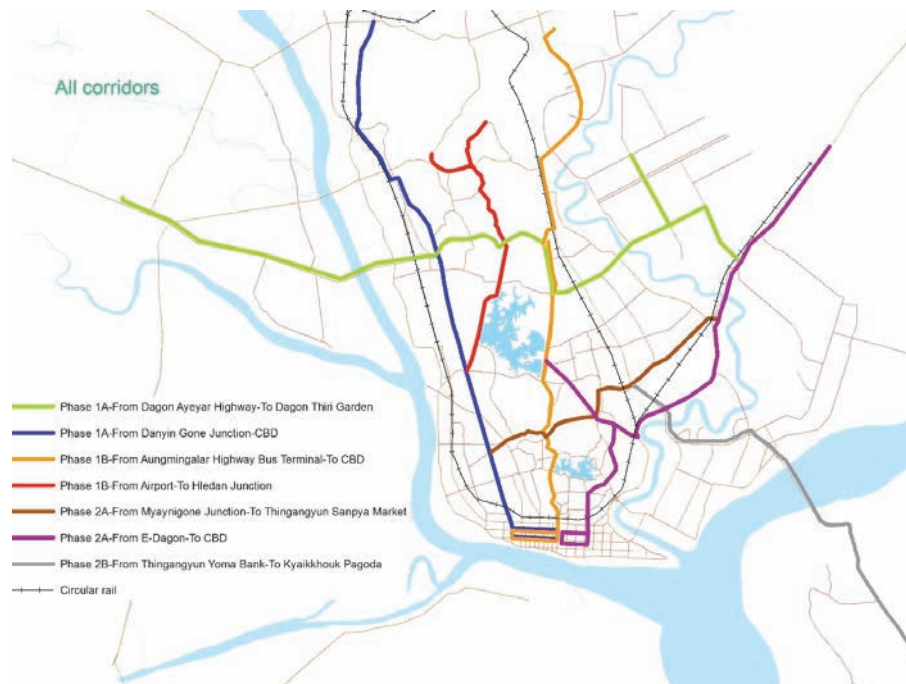 All corridors
Phase 1A-From Dagon Ayeyar Highway-To Dagon Thiri Garden
Phase 1A-From Danyin Gone Junction-CBD
Phase 1B-From Aungmingalar Highway Bus Terminal-To CBD
Phase 1B-From Airport-To Hledan Junction
Phase 2A-From Myaynigone Junction-To Thingangyun Sanpya Market
Phase 2A-From E-Dagon-To CBD
Phase 2B-From Thingangyun Yoma Bank-To Kyaikkhouk Pagoda
Circular rail